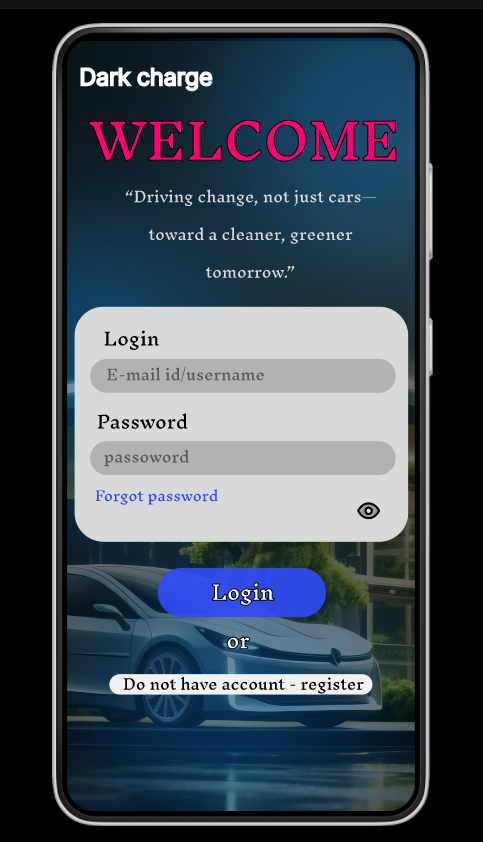 Dark charge
WELCOME
“Driving change, not just cars—
toward a cleaner, greener
tomorrow.”
Login
E-mail id/username
Password
passoword
Forgot password
Login
or
Do not have account - register